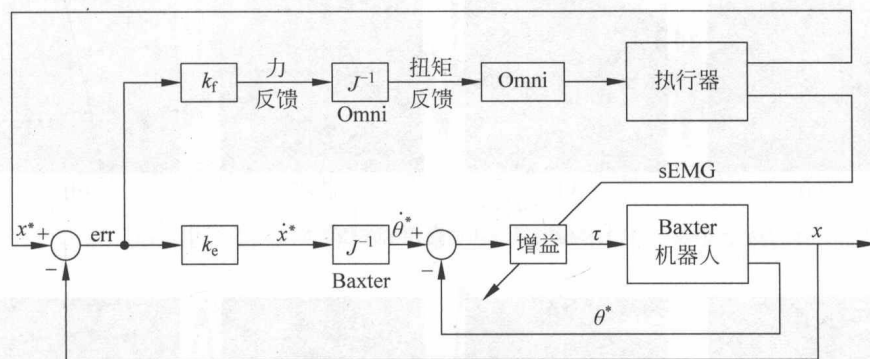 k_f
力
反馈
J⁻¹
Omni
扭矩
反馈
Omni
执行器
sEMG
x* +
−
err
k_e
ẋ*
J⁻¹
Baxter
θ̇* +
−
增益
τ
Baxter
机器人
x
θ*